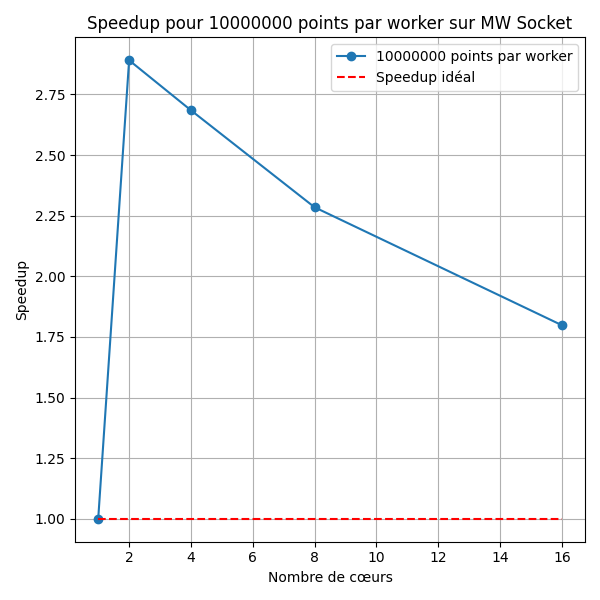 Speedup pour 10000000 points par worker sur MW Socket
10000000 points par worker
Speedup idéal
Speedup
2.75
2.50
2.25
2.00
1.75
1.50
1.25
1.00
2 4 6 8 10 12 14 16
Nombre de cœurs